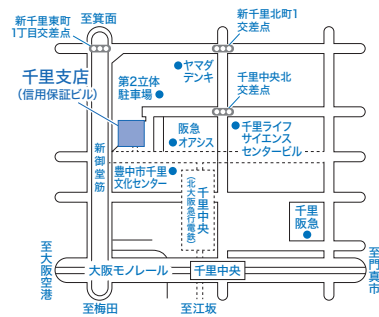 新千里東町
1丁目交差点
至箕面
新千里北町1
交差点
千里支店
(信用保証ビル)
第2立体
駐車場
ヤマダ
デンキ
千里中央北
交差点
阪急
オアシス
千里ライフ
サイエンス
センタービル
新御堂筋
豊中市千里
文化センター
千里中央
(北大阪急行電鉄)
千里
阪急
至大阪空港
大阪モノレール
千里中央
至門真市
至梅田
至江坂